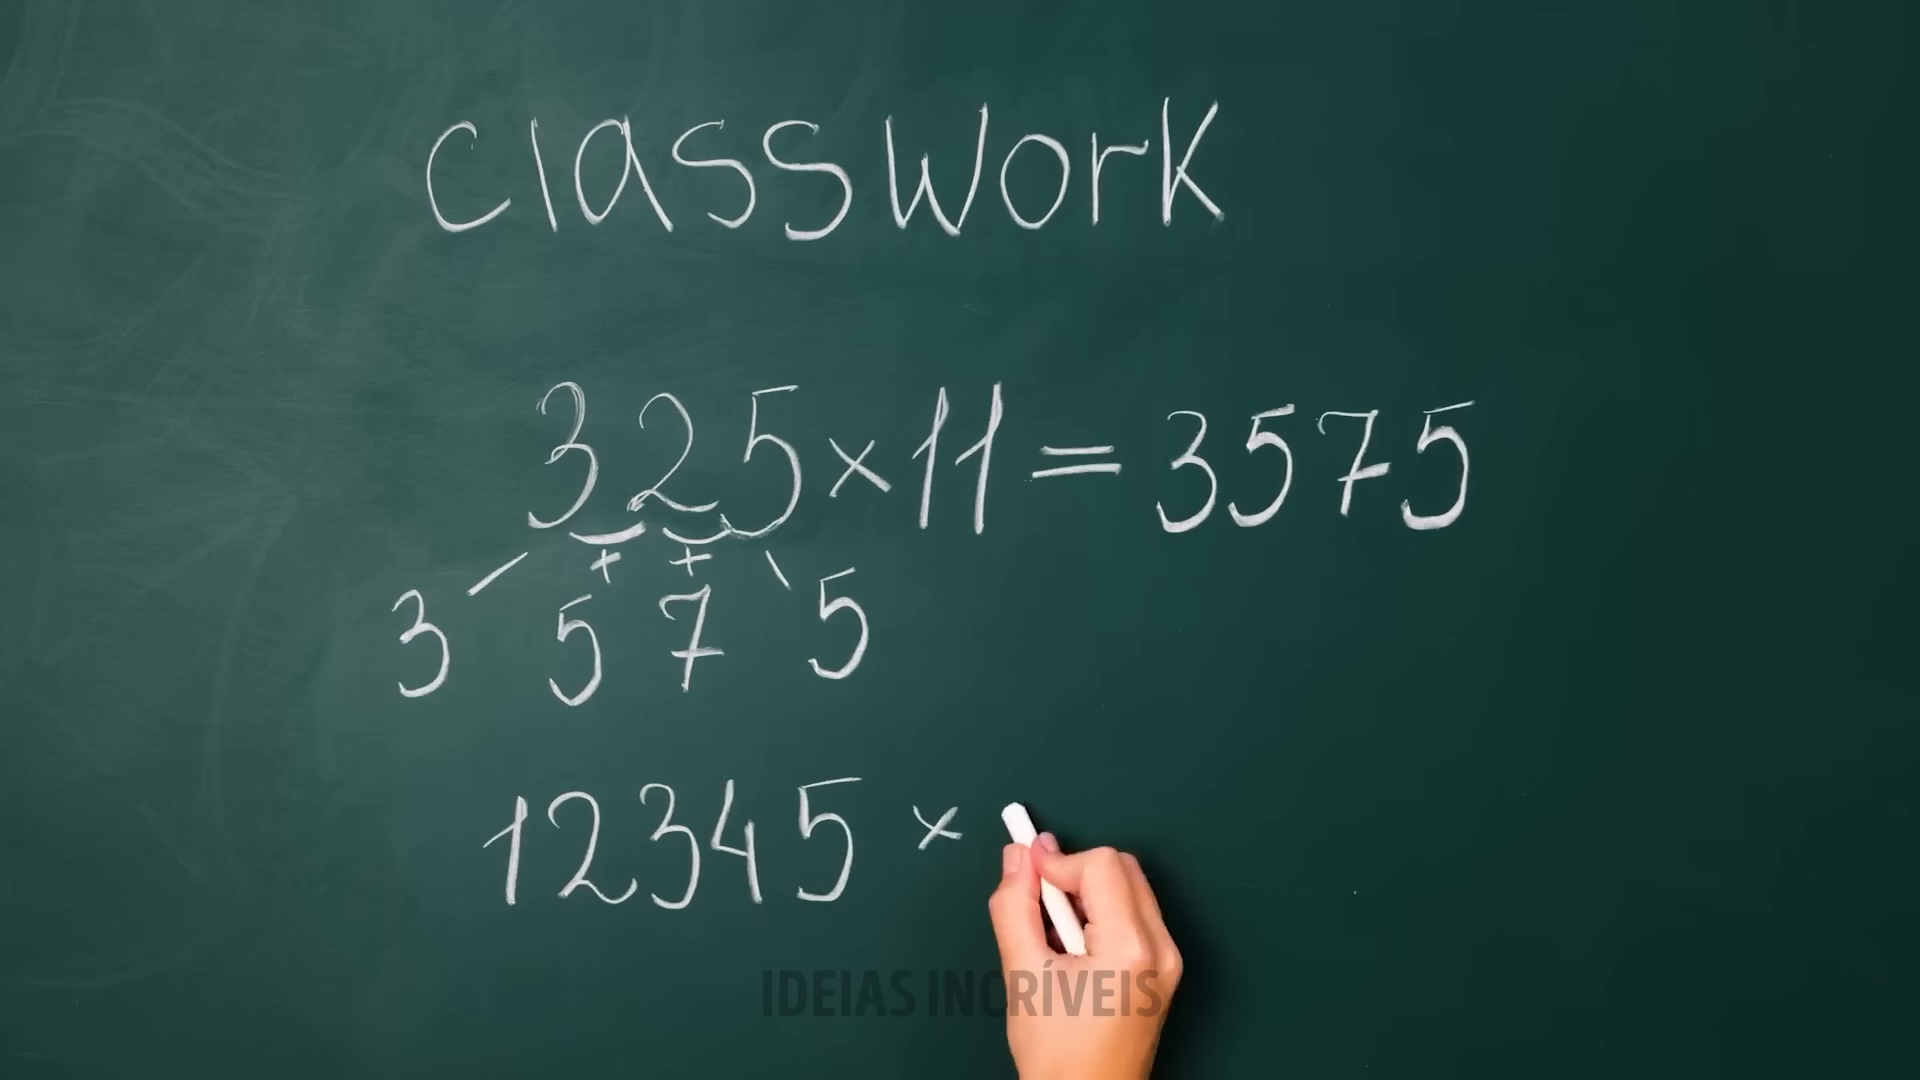 classwork
325×11=3575
+ +
3 5 7 5
12345 ×
IDEIAS INCRÍVEIS